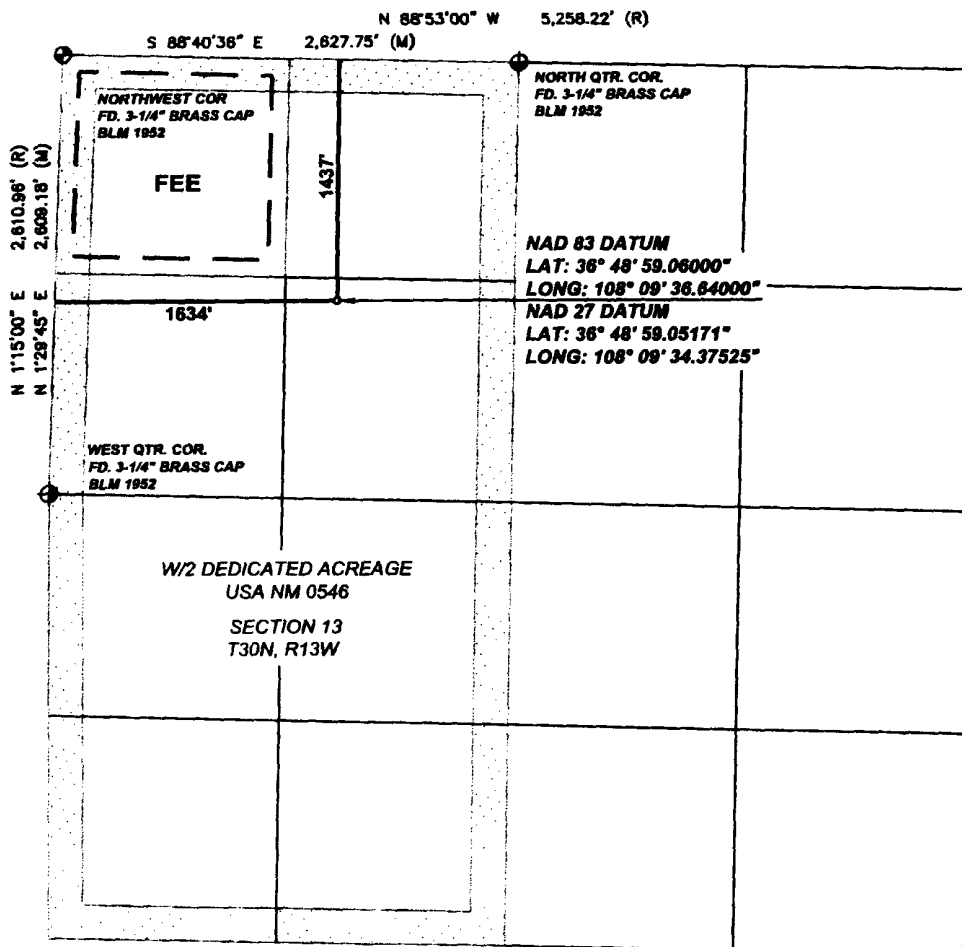 N 88°53'00" W 5,258.22' (R)
S 88°40'36" E 2,627.75' (M)
NORTHWEST COR
FD. 3-1/4" BRASS CAP
BLM 1952
FEE
1437'
NORTH QTR. COR.
FD. 3-1/4" BRASS CAP
BLM 1952
2,610.96' (R)
2,609.18' (M)
NAD 83 DATUM
LAT: 36° 48' 59.06000"
LONG: 108° 09' 36.64000"
NAD 27 DATUM
LAT: 36° 48' 59.05171"
LONG: 108° 09' 34.37525"
1634'
N 1°15'00" E
N 1°29'45" E
WEST QTR. COR.
FD. 3-1/4" BRASS CAP
BLM 1952
W/2 DEDICATED ACREAGE
USA NM 0546
SECTION 13
T30N, R13W